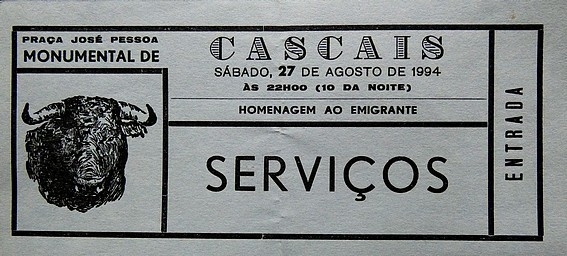 PRAÇA JOSÉ PESSOA
MONUMENTAL DE
CASCAIS
SÁBADO, 27 DE AGOSTO DE 1994
ÀS 22H00 (10 DA NOITE)
HOMENAGEM AO EMIGRANTE
SERVIÇOS
ENTRADA